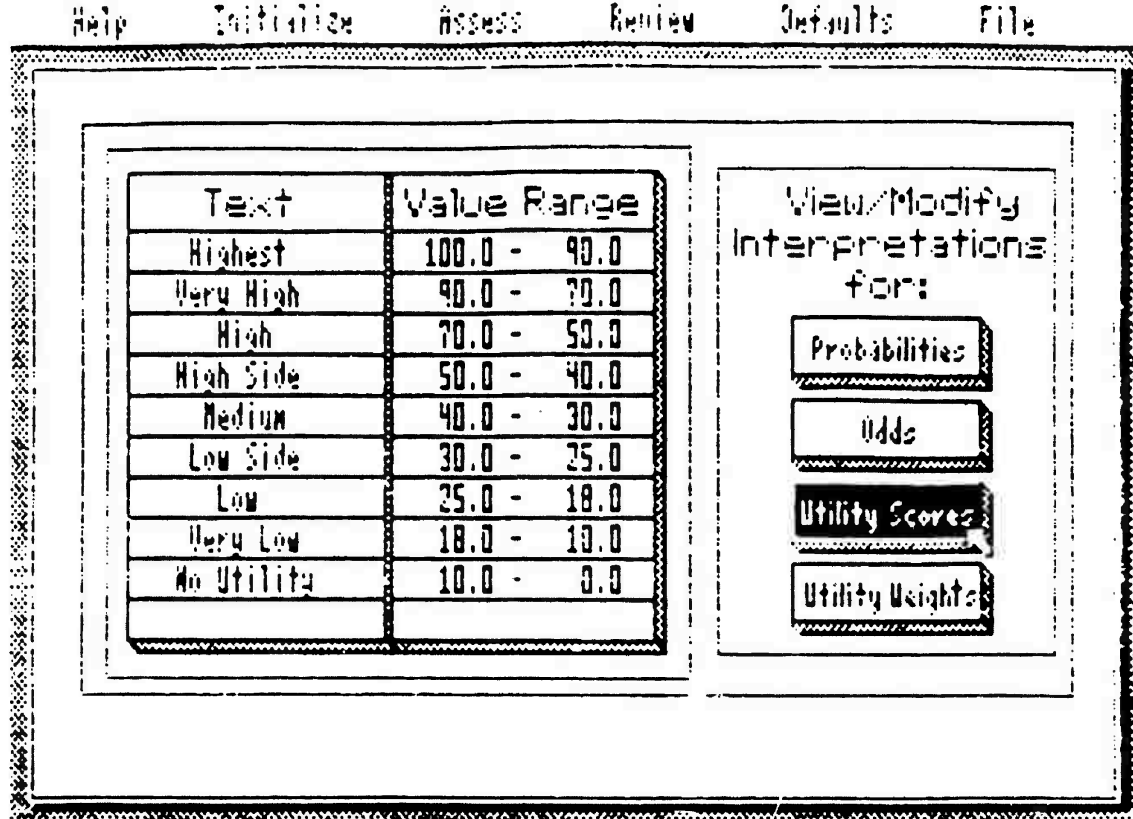 Help Initialize Assess Review Defaults File
Text Value Range
Highest 100.0 - 90.0
Very High 90.0 - 70.0
High 70.0 - 50.0
High Side 50.0 - 40.0
Medium 40.0 - 30.0
Low Side 30.0 - 25.0
Low 25.0 - 18.0
Very Low 18.0 - 10.0
No Utility 10.0 - 0.0
View/Modify
Interpretations
for:
Probabilities
Odds
Utility Scores
Utility Weights